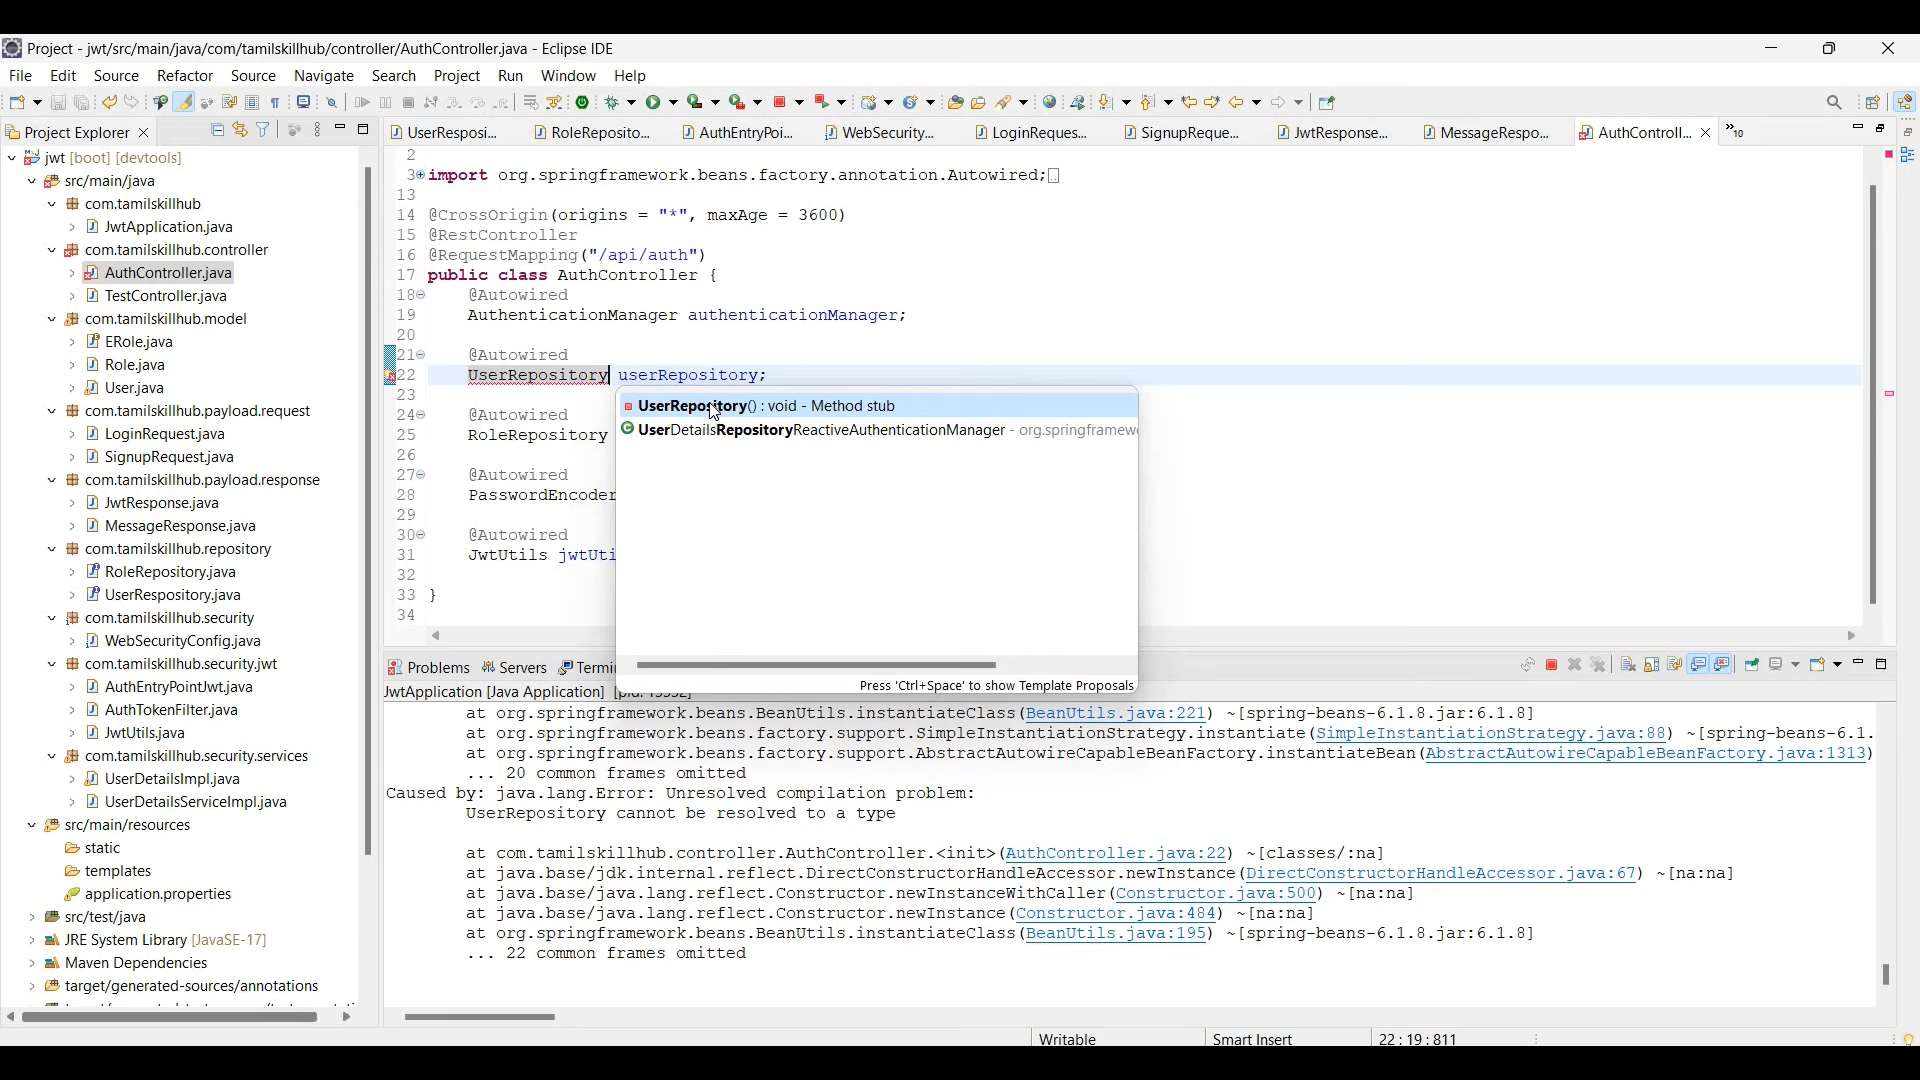 Project - jwt/src/main/java/com/tamilskillhub/controller/AuthController.java - Eclipse IDE
File Edit Source Refactor Source Navigate Search Project Run Window Help
Project Explorer
jwt [boot] [devtools]
src/main/java
com.tamilskillhub
JwtApplication.java
com.tamilskillhub.controller
AuthController.java
TestController.java
com.tamilskillhub.model
ERole.java
Role.java
User.java
com.tamilskillhub.payload.request
LoginRequest.java
SignupRequest.java
com.tamilskillhub.payload.response
JwtResponse.java
MessageResponse.java
com.tamilskillhub.repository
RoleRepository.java
UserRespository.java
com.tamilskillhub.security
WebSecurityConfig.java
com.tamilskillhub.security.jwt
AuthEntryPointJwt.java
AuthTokenFilter.java
JwtUtils.java
com.tamilskillhub.security.services
UserDetailsImpl.java
UserDetailsServiceImpl.java
src/main/resources
static
templates
application.properties
src/test/java
JRE System Library [JavaSE-17]
Maven Dependencies
target/generated-sources/annotations
UserResposi... RoleReposito... AuthEntryPoi... WebSecurity... LoginReques... SignupReque... JwtResponse... MessageRespo... AuthControll... »10
2
3 import org.springframework.beans.factory.annotation.Autowired;
13
14 @CrossOrigin(origins = "*", maxAge = 3600)
15 @RestController
16 @RequestMapping("/api/auth")
17 public class AuthController {
18 @Autowired
19 AuthenticationManager authenticationManager;
20
21 @Autowired
22 UserRepository userRepository;
23
24 @Autowired
25 RoleRepository
26
27 @Autowired
28 PasswordEncoder
29
30 @Autowired
31 JwtUtils jwtUti
32
33 }
34
UserRepository() : void - Method stub
UserDetailsRepositoryReactiveAuthenticationManager - org.springframew
Press 'Ctrl+Space' to show Template Proposals
Problems Servers Termi
JwtApplication [Java Application]
at org.springframework.beans.BeanUtils.instantiateClass(BeanUtils.java:221) ~[spring-beans-6.1.8.jar:6.1.8]
at org.springframework.beans.factory.support.SimpleInstantiationStrategy.instantiate(SimpleInstantiationStrategy.java:88) ~[spring-beans-6.1.
at org.springframework.beans.factory.support.AbstractAutowireCapableBeanFactory.instantiateBean(AbstractAutowireCapableBeanFactory.java:1313)
... 20 common frames omitted
Caused by: java.lang.Error: Unresolved compilation problem:
UserRepository cannot be resolved to a type
at com.tamilskillhub.controller.AuthController.<init>(AuthController.java:22) ~[classes/:na]
at java.base/jdk.internal.reflect.DirectConstructorHandleAccessor.newInstance(DirectConstructorHandleAccessor.java:67) ~[na:na]
at java.base/java.lang.reflect.Constructor.newInstanceWithCaller(Constructor.java:500) ~[na:na]
at java.base/java.lang.reflect.Constructor.newInstance(Constructor.java:484) ~[na:na]
at org.springframework.beans.BeanUtils.instantiateClass(BeanUtils.java:195) ~[spring-beans-6.1.8.jar:6.1.8]
... 22 common frames omitted
Writable Smart Insert 22 : 19 : 811